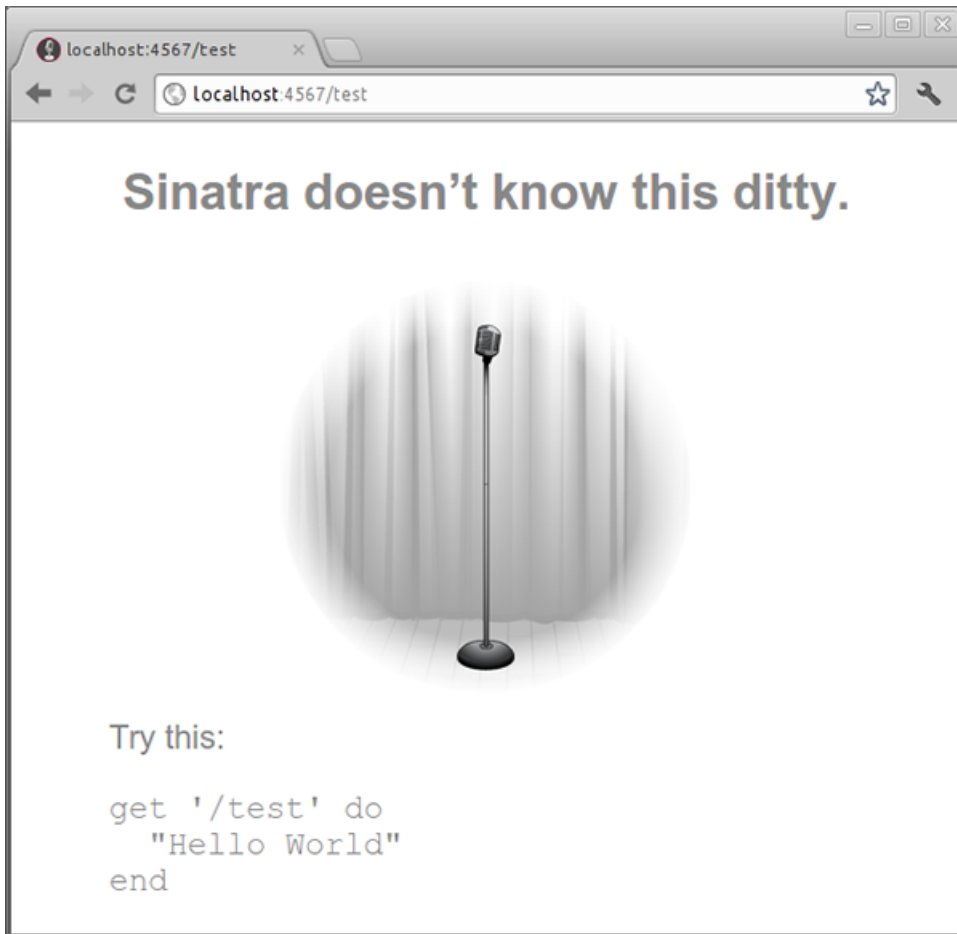 localhost:4567/test
localhost:4567/test
Sinatra doesn’t know this ditty.
Try this:
get '/test' do
  "Hello World"
end